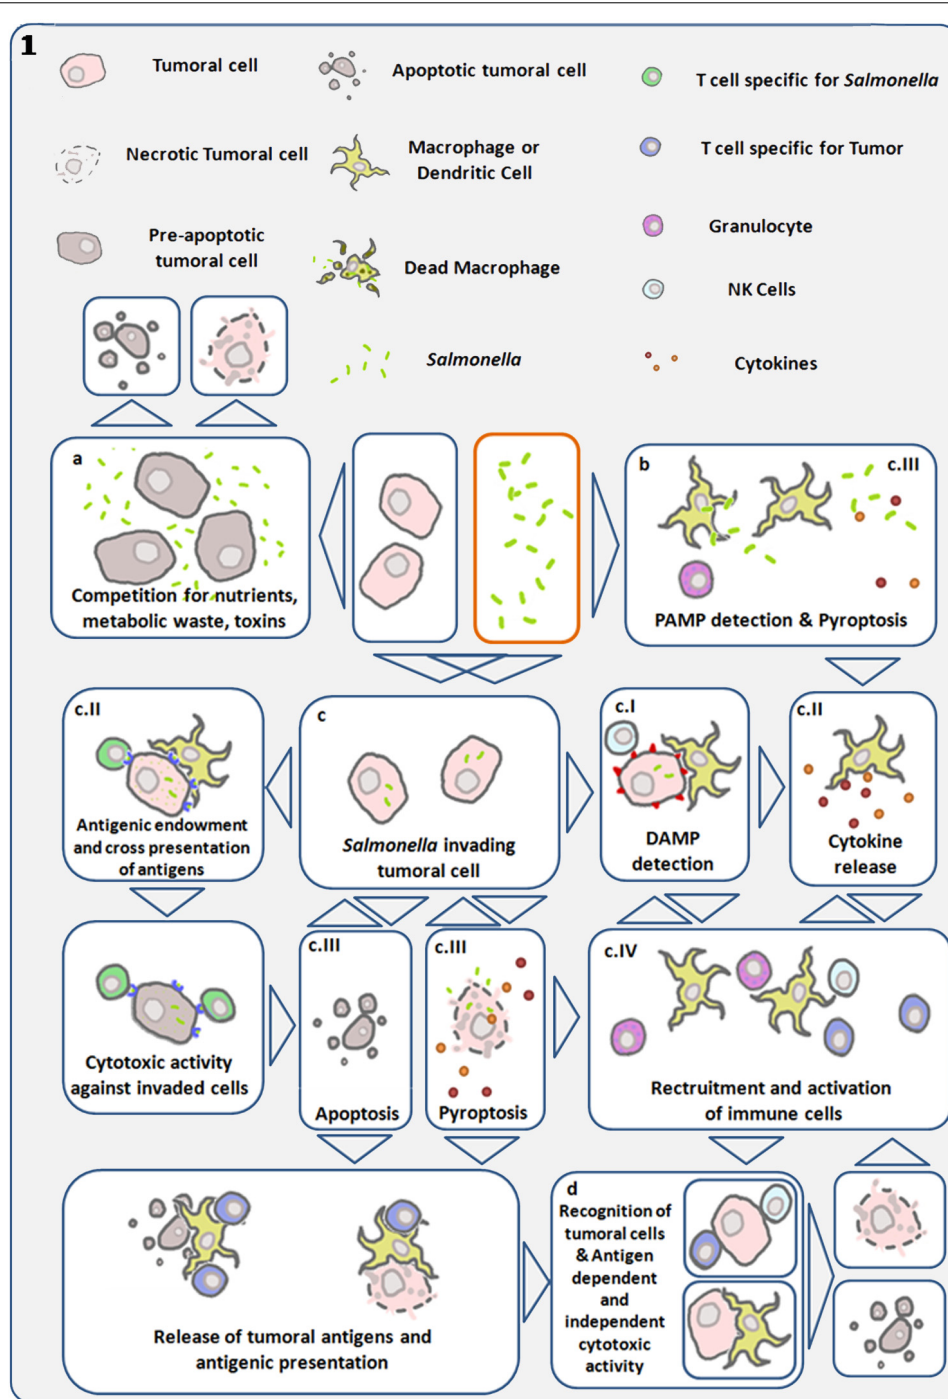 1
Tumoral cell
Necrotic Tumoral cell
Pre-apoptotic
tumoral cell
Apoptotic tumoral cell
Macrophage or
Dendritic Cell
Dead Macrophage
Salmonella
T cell specific for Salmonella
T cell specific for Tumor
Granulocyte
NK Cells
Cytokines
a
Competition for nutrients,
metabolic waste, toxins
b
c.III
PAMP detection & Pyroptosis
c.II
Antigenic endowment
and cross presentation
of antigens
c
Salmonella invading
tumoral cell
c.I
DAMP
detection
c.II
Cytokine
release
Cytotoxic activity
against invaded cells
c.III
Apoptosis
c.III
Pyroptosis
c.IV
Rectruitment and activation
of immune cells
Release of tumoral antigens and
antigenic presentation
d
Recognition of
tumoral cells
& Antigen
dependent
and
independent
cytotoxic
activity